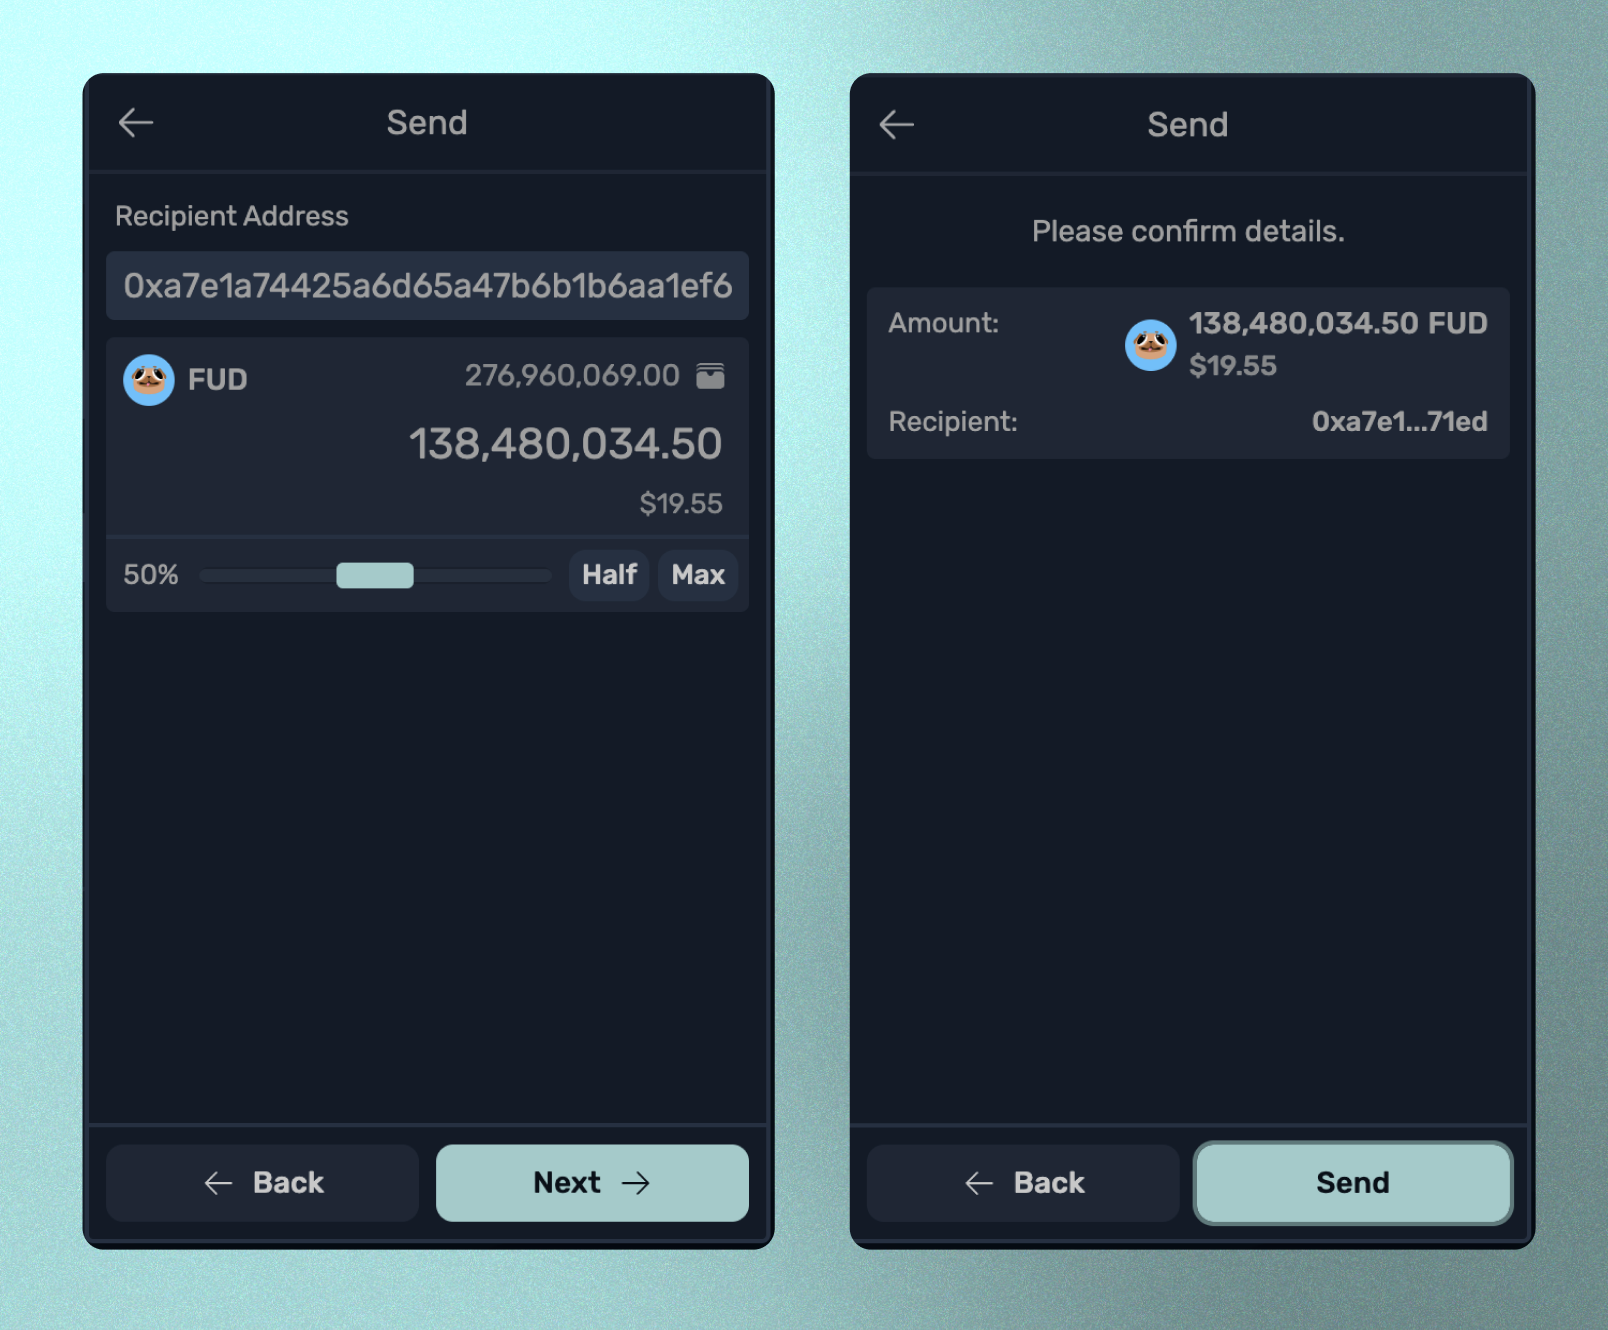 Send
Recipient Address
0xa7e1a74425a6d65a47b6b1b6aa1ef6
FUD
276,960,069.00
138,480,034.50
$19.55
50%
Half
Max
Back
Next
Send
Please confirm details.
Amount:
138,480,034.50 FUD
$19.55
Recipient:
0xa7e1...71ed
Back
Send